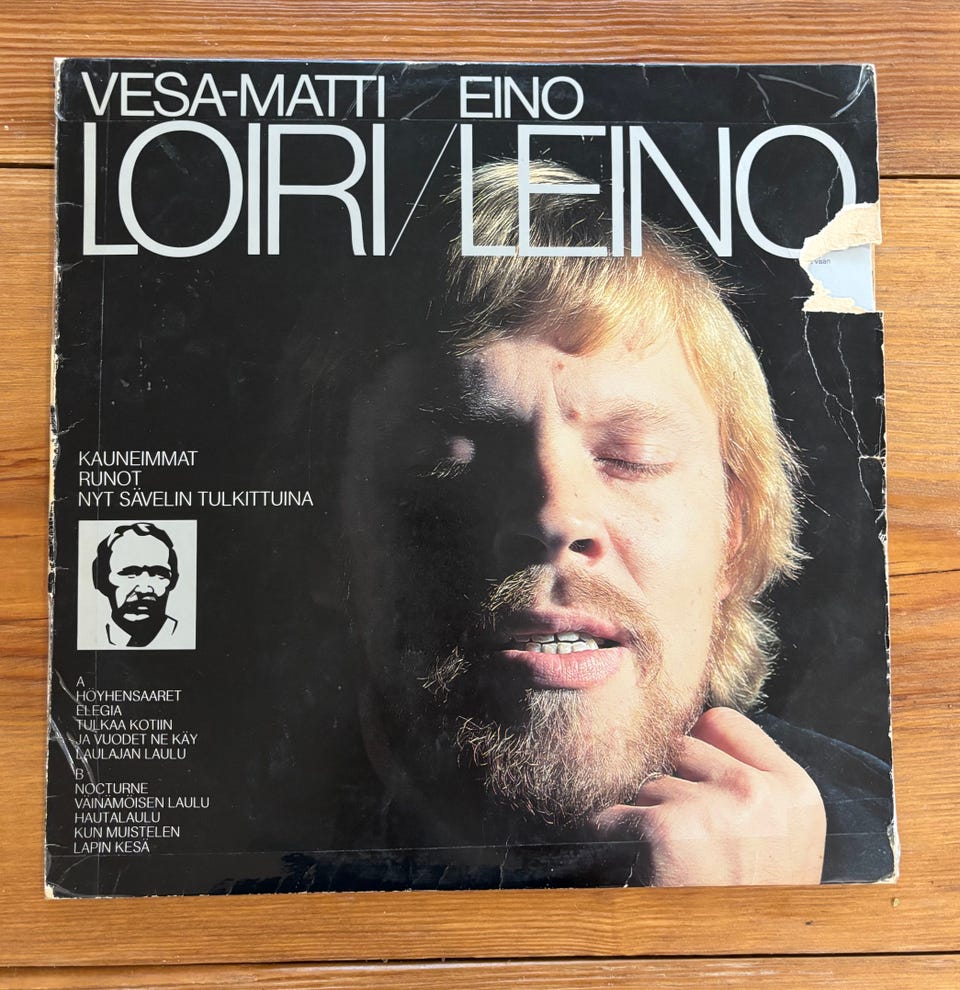 VESA-MATTI EINO
LOIRI/LEINO
vaan
KAUNEIMMAT
RUNOT
NYT SÄVELIN TULKITTUINA
A
HÖYHENSAARET
ELEGIA
TULKAA KOTIIN
JA VUODET NE KÄY
LAULAJAN LAULU
B
NOCTURNE
VÄINÄMÖISEN LAULU
HAUTALAULU
KUN MUISTELEN
LAPIN KESÄ